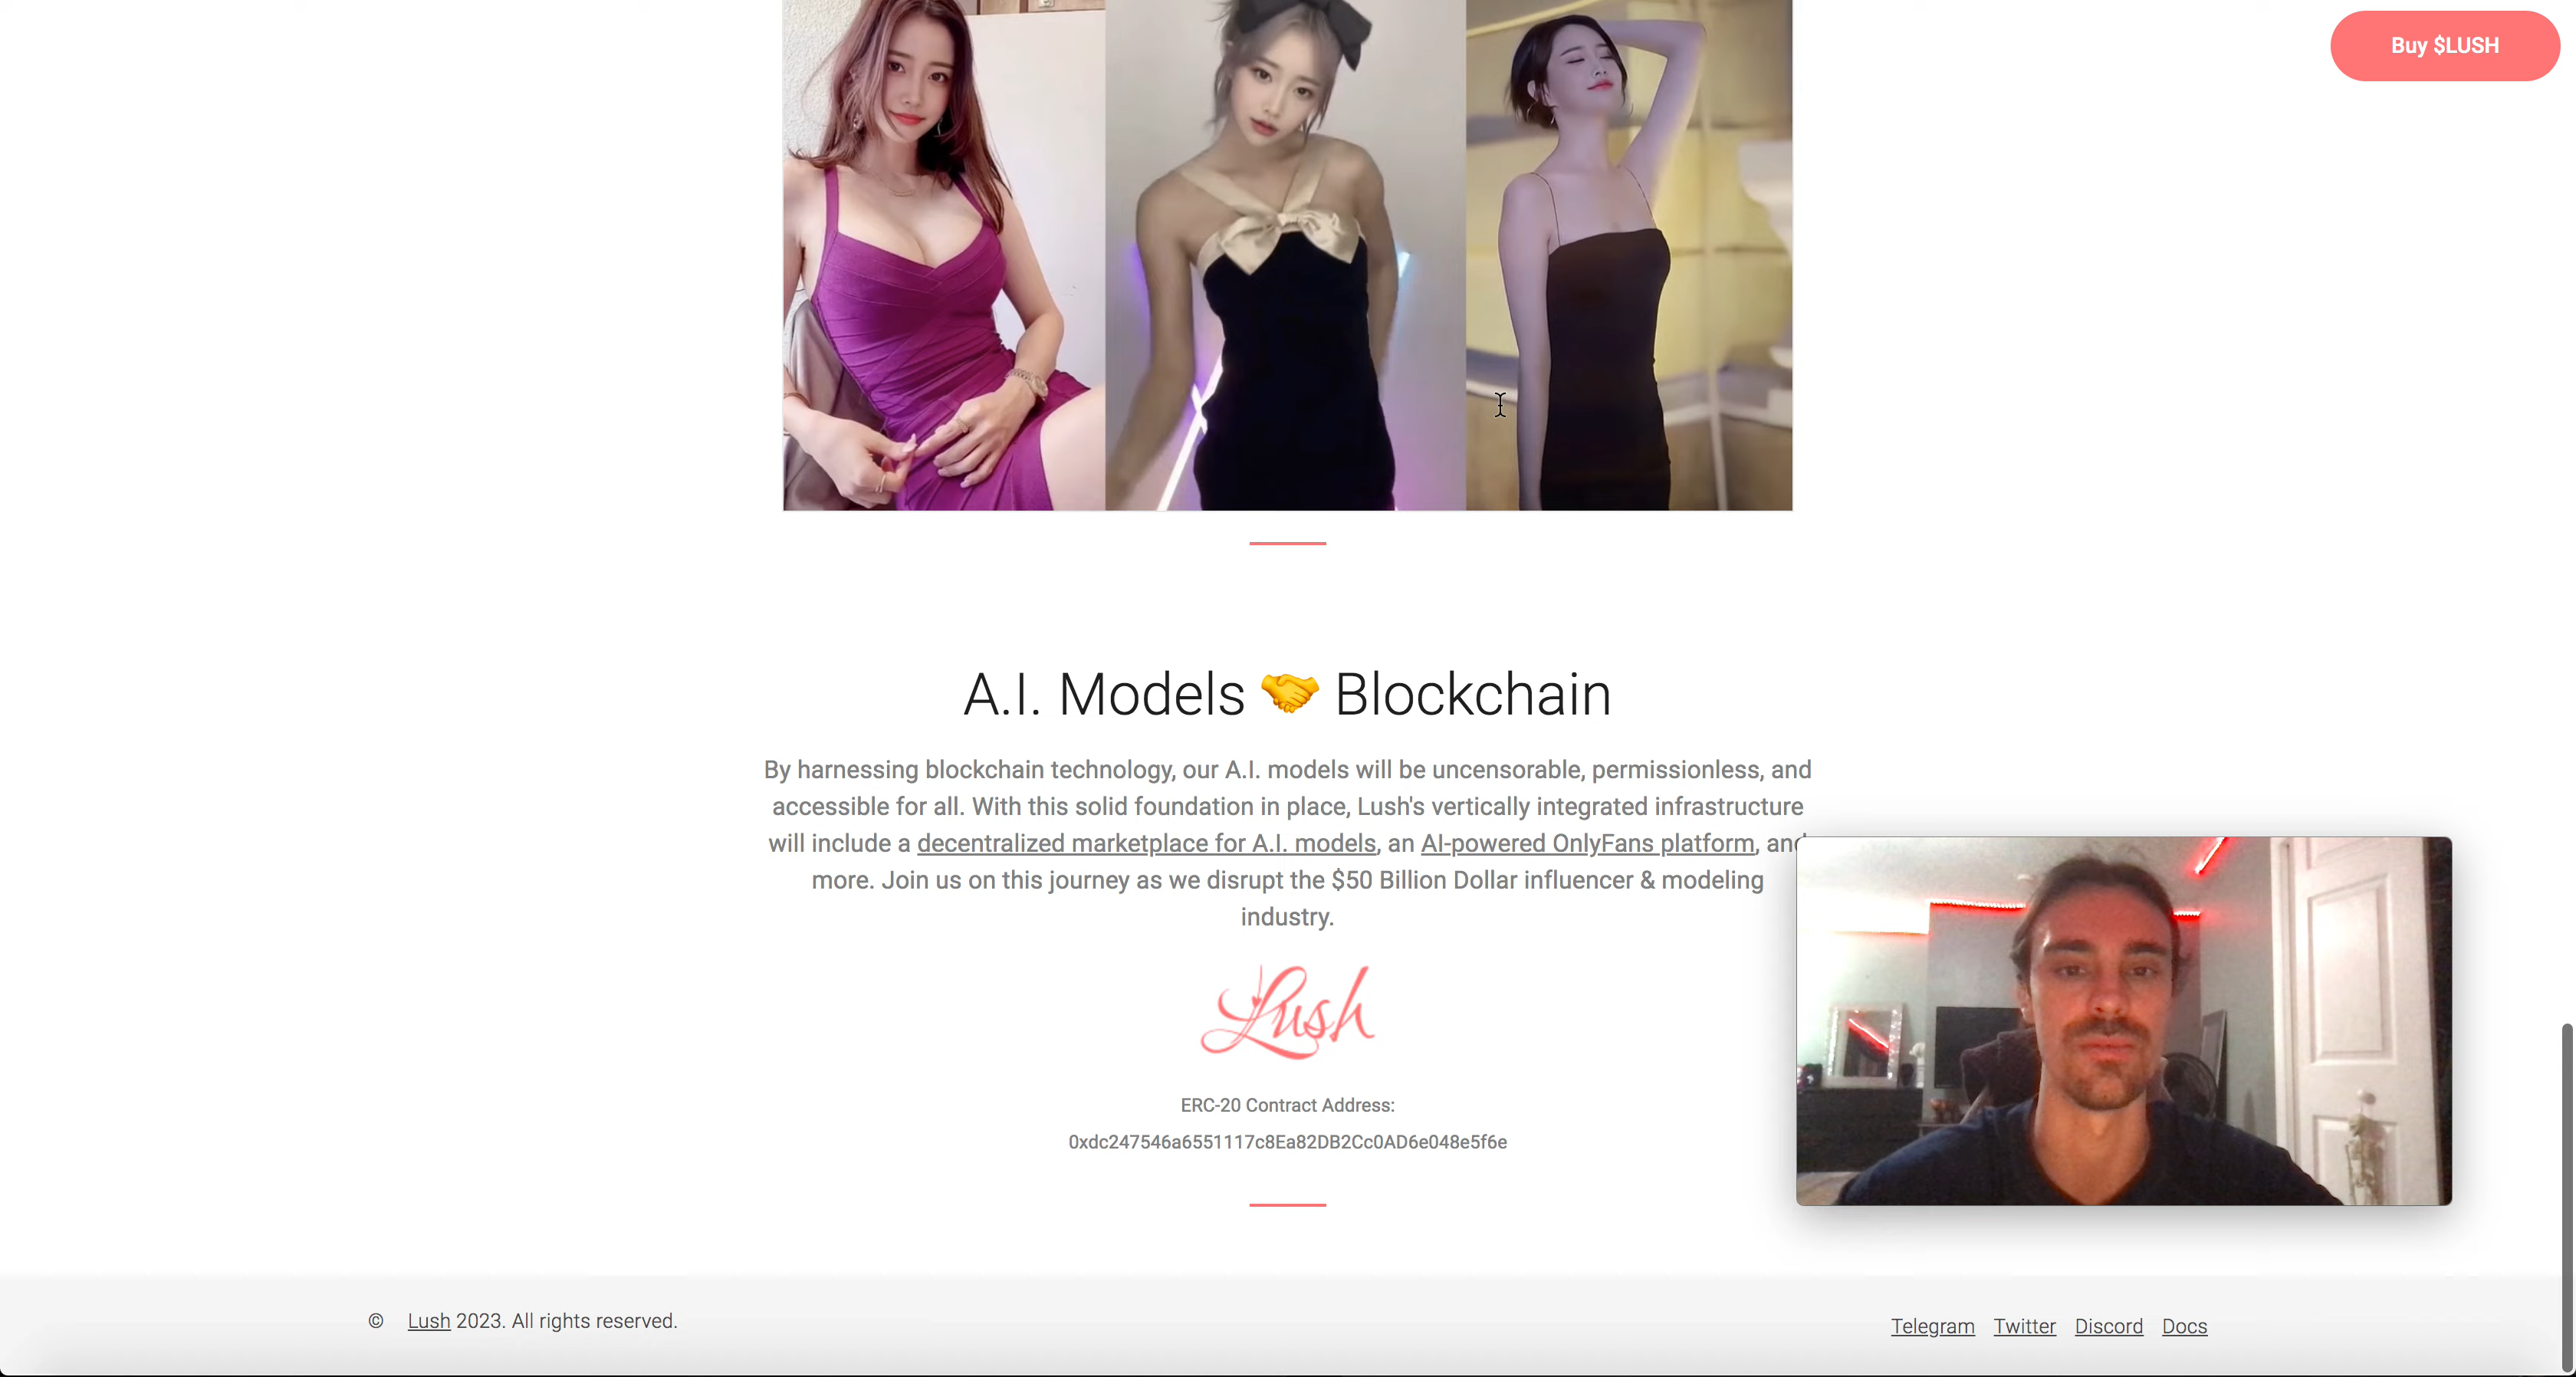 Buy $LUSH
A.I. Models 🤝 Blockchain
By harnessing blockchain technology, our A.I. models will be uncensorable, permissionless, and
accessible for all. With this solid foundation in place, Lush's vertically integrated infrastructure
will include a decentralized marketplace for A.I. models, an AI-powered OnlyFans platform, and
more. Join us on this journey as we disrupt the $50 Billion Dollar influencer & modeling
industry.
Lush
ERC-20 Contract Address:
0xdc247546a6551117c8Ea82DB2Cc0AD6e048e5f6e
© Lush 2023. All rights reserved.
Telegram Twitter Discord Docs